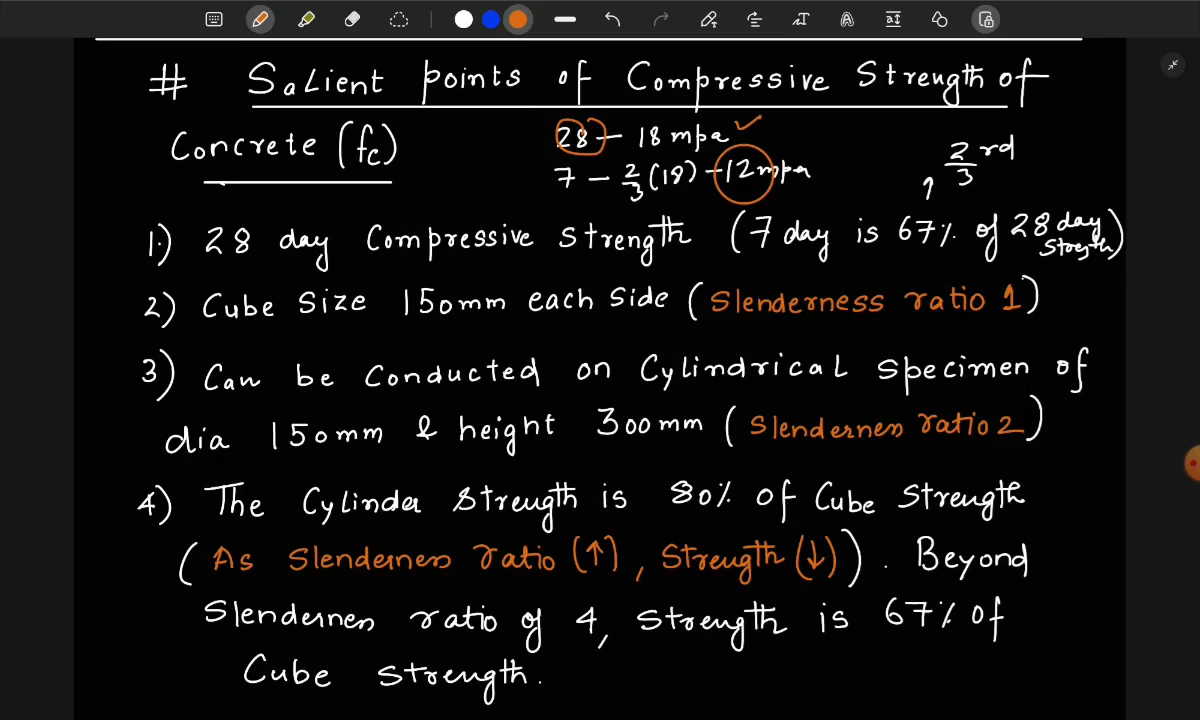 # Salient points of Compressive Strength of
Concrete (fc)
28 - 18 mpa ✓
7 - 2/3 (18) - 12 mpa
2/3 rd
1) 28 day Compressive strength (7 day is 67% of 28 day Strength)
2) Cube Size 150mm each Side (Slenderness ratio 1)
3) Can be conducted on Cylindrical specimen of
dia 150mm & height 300mm (Slendernes ratio 2)
4) The Cylinder strength is 80% of Cube strength
(As Slenderness ratio (↑), Strength (↓)). Beyond
Slendernes ratio of 4, strength is 67% of
Cube strength.